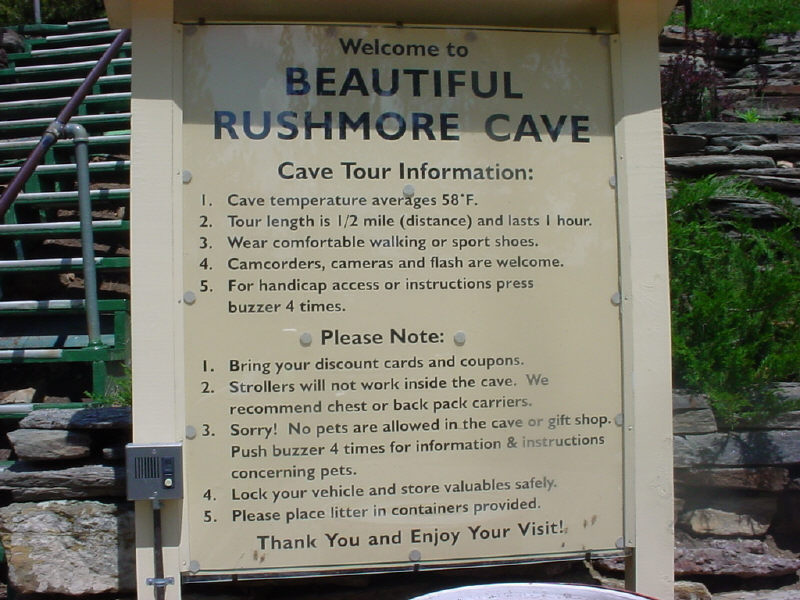 Welcome to
BEAUTIFUL
RUSHMORE CAVE
Cave Tour Information:
1. Cave temperature averages 58°F.
2. Tour length is 1/2 mile (distance) and lasts 1 hour.
3. Wear comfortable walking or sport shoes.
4. Camcorders, cameras and flash are welcome.
5. For handicap access or instructions press
buzzer 4 times.
Please Note:
1. Bring your discount cards and coupons.
2. Strollers will not work inside the cave. We
recommend chest or back pack carriers.
3. Sorry! No pets are allowed in the cave or gift shop.
Push buzzer 4 times for information & instructions
concerning pets.
4. Lock your vehicle and store valuables safely.
5. Please place litter in containers provided.
Thank You and Enjoy Your Visit!